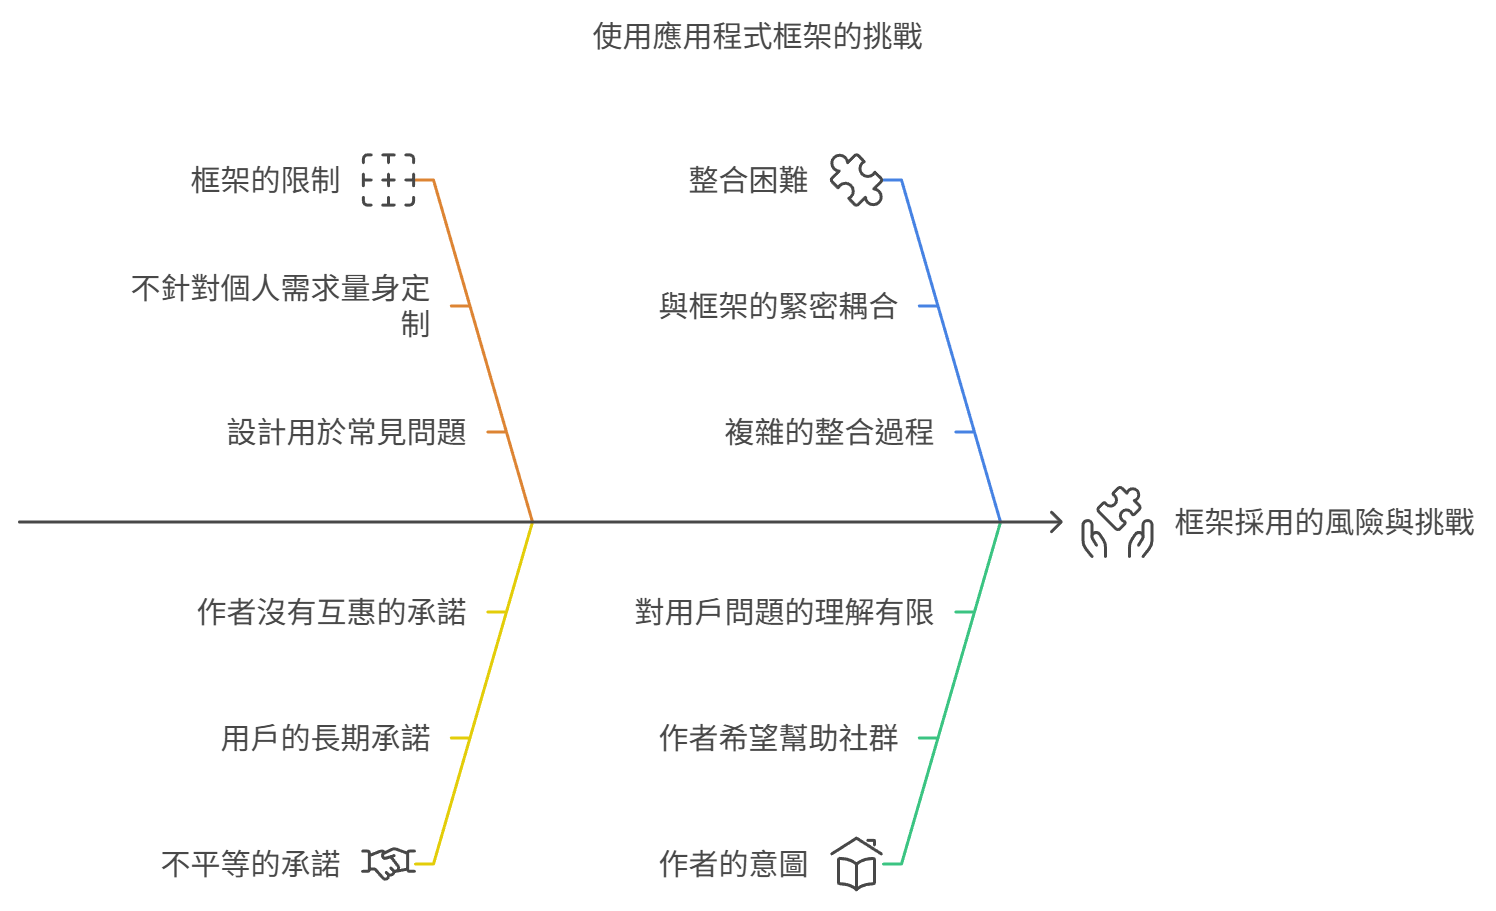 使用應用程式框架的挑戰
框架的限制
整合困難
不針對個人需求量身定
制
與框架的緊密耦合
設計用於常見問題
複雜的整合過程
框架採用的風險與挑戰
作者沒有互惠的承諾
對用戶問題的理解有限
用戶的長期承諾
作者希望幫助社群
不平等的承諾
作者的意圖